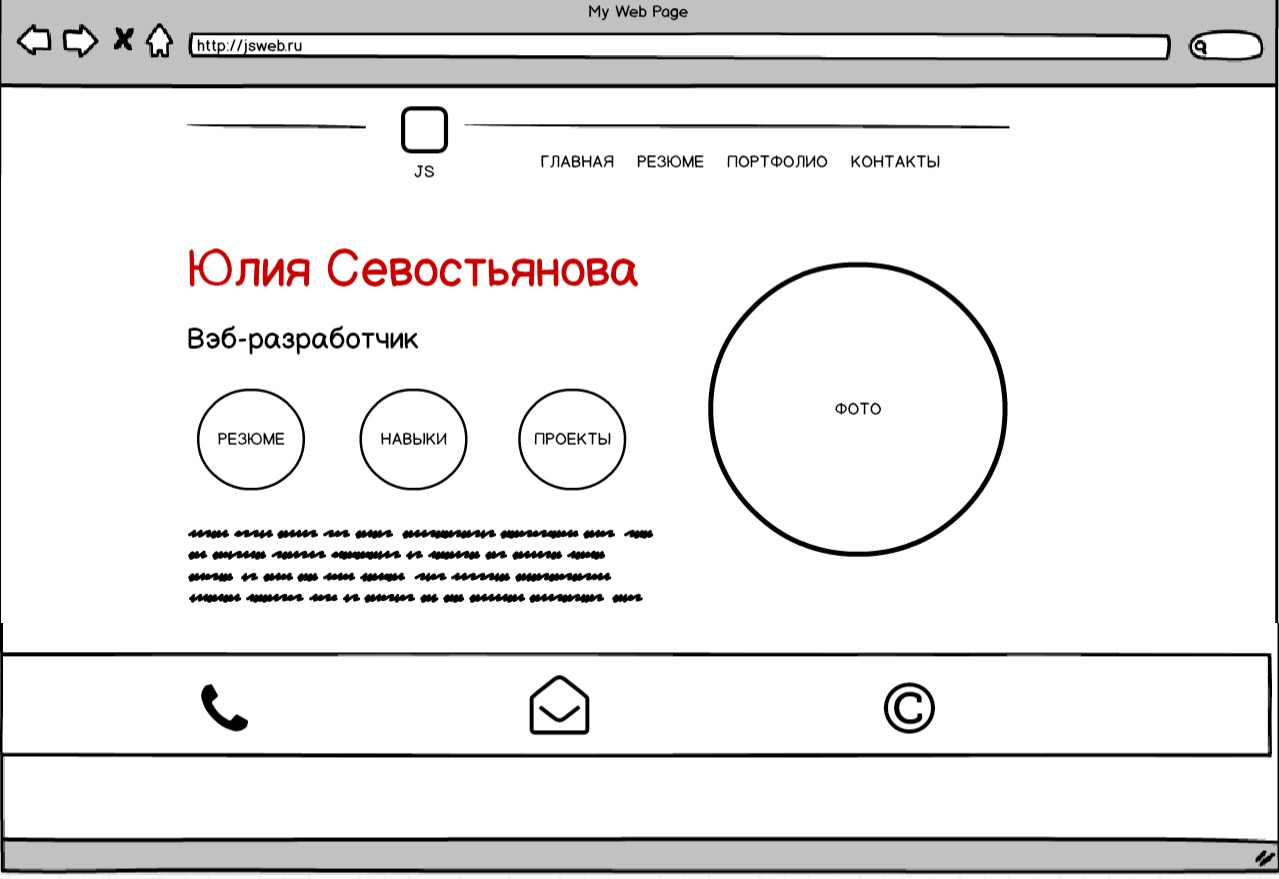 My Web Page
http://jsweb.ru
JS
ГЛАВНАЯ РЕЗЮМЕ ПОРТФОЛИО КОНТАКТЫ
Юлия Севостьянова
Вэб-разработчик
РЕЗЮМЕ НАВЫКИ ПРОЕКТЫ
ФОТО
©